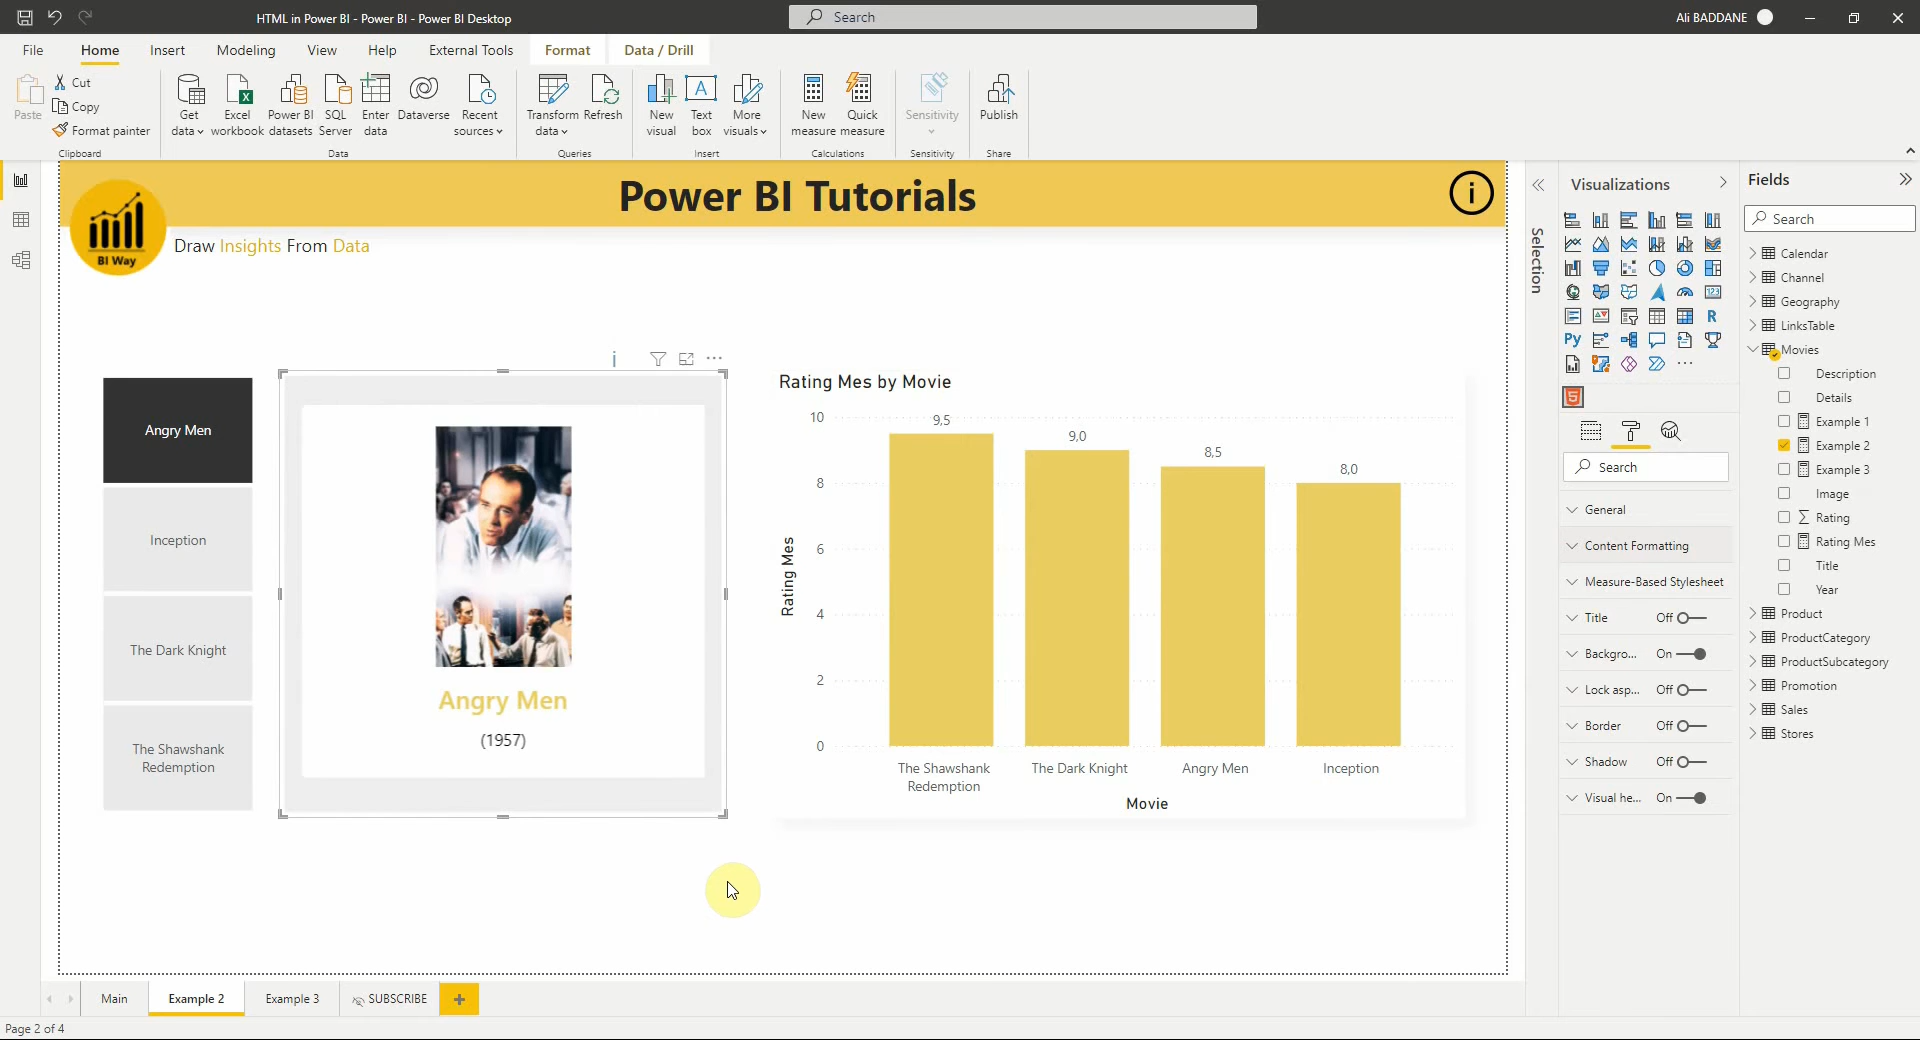 HTML in Power BI - Power BI - Power BI Desktop
Search
Ali BADDANE
File
Home
Insert
Modeling
View
Help
External Tools
Format
Data / Drill
Paste
Cut
Copy
Format painter
Clipboard
Get data
Excel workbook
Power BI datasets
SQL Server
Enter data
Dataverse
Recent sources
Data
Transform data
Refresh
Queries
New visual
Text box
More visuals
Insert
New measure
Quick measure
Calculations
Sensitivity
Sensitivity
Publish
Share
Power BI Tutorials
BI Way
Draw Insights From Data
Angry Men
Inception
The Dark Knight
The Shawshank
Redemption
Angry Men
(1957)
Rating Mes by Movie
Rating Mes
10
8
6
4
2
0
9,5
9,0
8,5
8,0
The Shawshank
Redemption
The Dark Knight
Angry Men
Inception
Movie
Selection
Visualizations
Search
General
Content Formatting
Measure-Based Stylesheet
Title Off
Backgro... On
Lock asp... Off
Border Off
Shadow Off
Visual he... On
Fields
Search
Calendar
Channel
Geography
LinksTable
Movies
Description
Details
Example 1
Example 2
Example 3
Image
Rating
Rating Mes
Title
Year
Product
ProductCategory
ProductSubcategory
Promotion
Sales
Stores
Main
Example 2
Example 3
SUBSCRIBE
Page 2 of 4